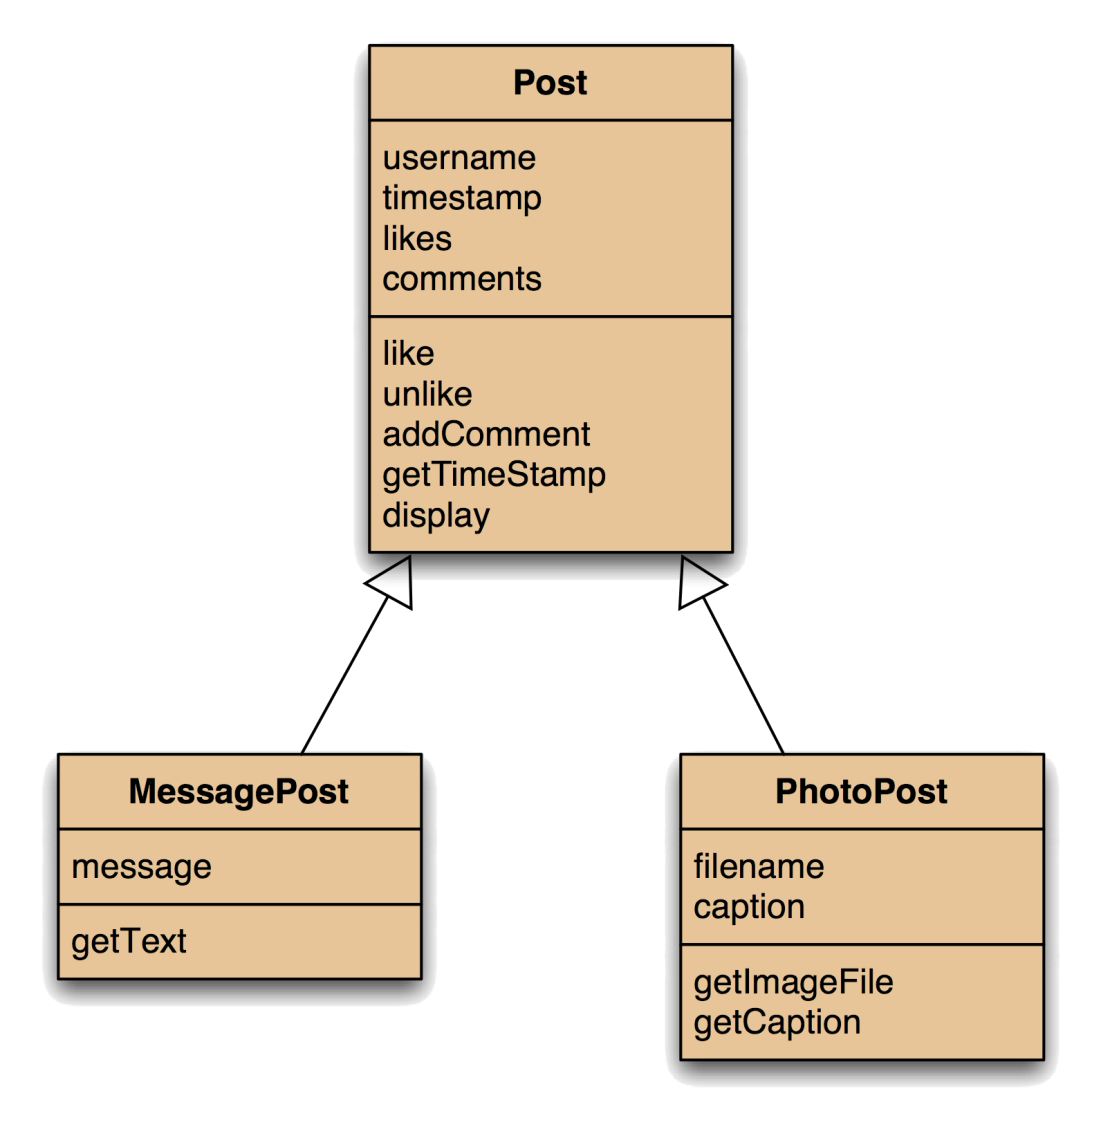 Post
username
timestamp
likes
comments
like
unlike
addComment
getTimeStamp
display
MessagePost
message
getText
PhotoPost
filename
caption
getImageFile
getCaption